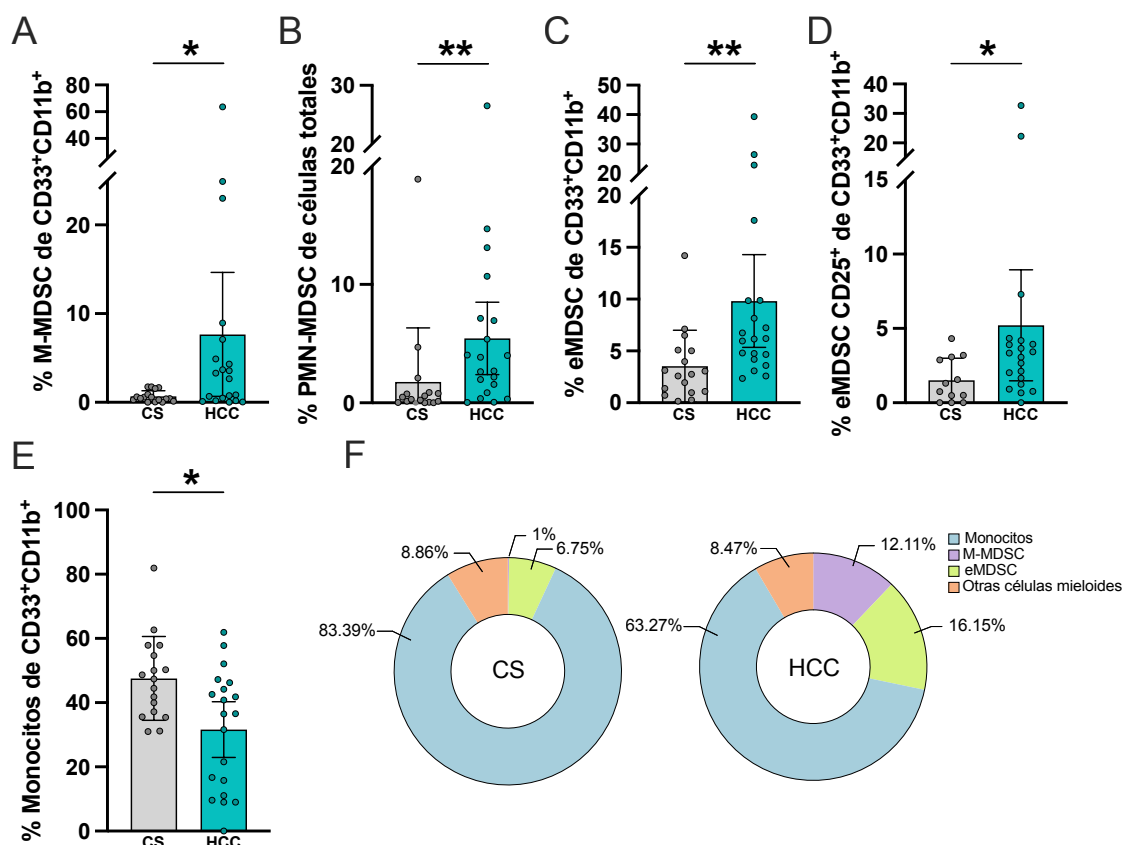 A
*
% M-MDSC de CD33⁺CD11b⁺
80
60
40
20
10
0
CS HCC
B
**
% PMN-MDSC de células totales
30
20
20
10
0
CS HCC
C
**
% eMDSC de CD33⁺CD11b⁺
50
40
30
20
20
15
10
5
0
CS HCC
D
*
% eMDSC CD25⁺ de CD33⁺CD11b⁺
40
30
20
15
10
5
0
CS HCC
E
*
% Monocitos de CD33⁺CD11b⁺
100
80
60
40
20
0
CS HCC
F
1%
8.86%
6.75%
83.39%
CS
8.47%
12.11%
63.27%
16.15%
HCC
Monocitos
M-MDSC
eMDSC
Otras células mieloides